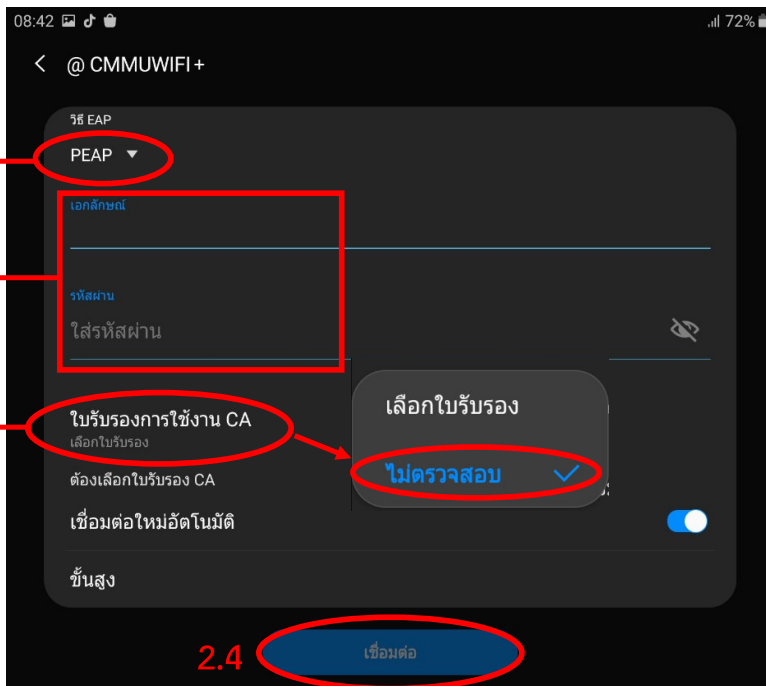 08:42
.ıll 72%
@ CMMUWIFI+
วิธี EAP
PEAP
เอกลักษณ์
รหัสผ่าน
ใส่รหัสผ่าน
ใบรับรองการใช้งาน CA
เลือกใบรับรอง
เลือกใบรับรอง
ไม่ตรวจสอบ
ต้องเลือกใบรับรอง CA
เชื่อมต่อใหม่อัตโนมัติ
ขั้นสูง
2.4
เชื่อมต่อ